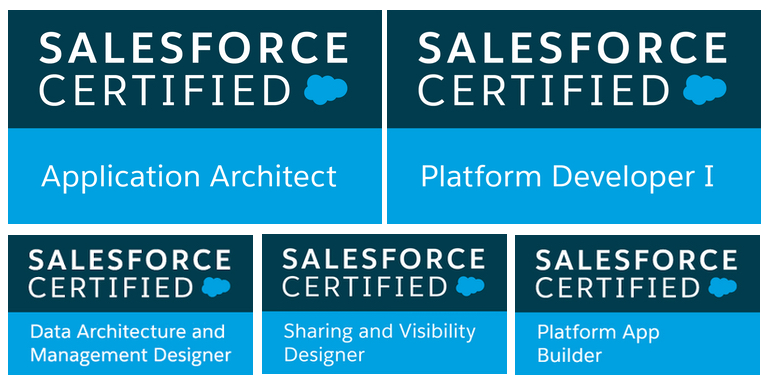 SALESFORCE
CERTIFIED
Application Architect
SALESFORCE
CERTIFIED
Platform Developer I
SALESFORCE
CERTIFIED
Data Architecture and
Management Designer
SALESFORCE
CERTIFIED
Sharing and Visibility
Designer
SALESFORCE
CERTIFIED
Platform App
Builder